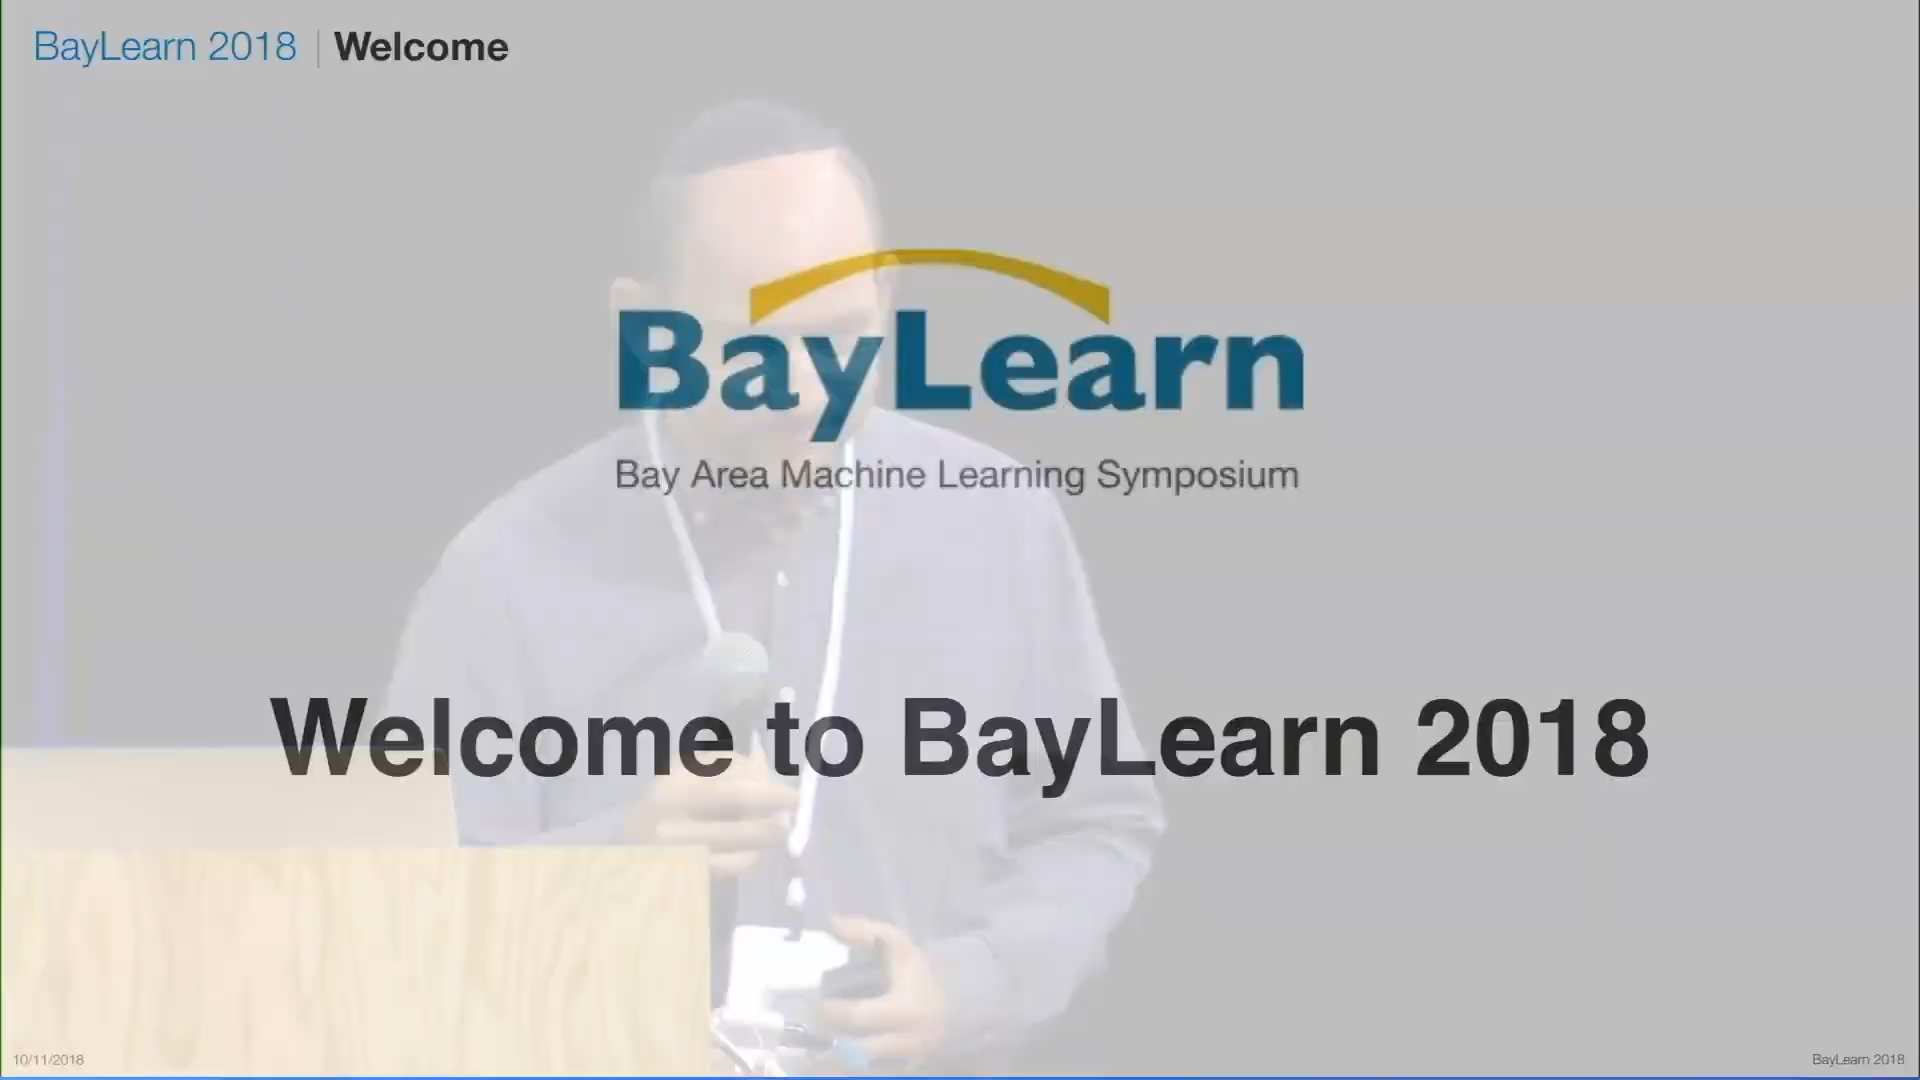 BayLearn 2018 | Welcome
BayLearn
Bay Area Machine Learning Symposium
Welcome to BayLearn 2018
10/11/2018
BayLearn 2018